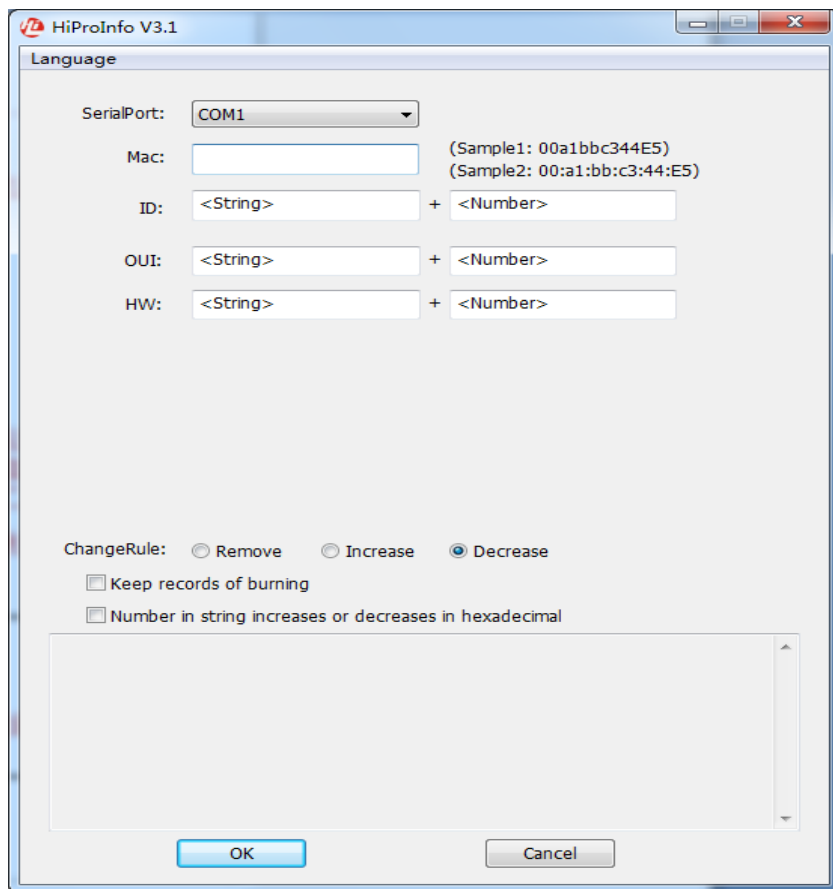 HiProInfo V3.1
Language
SerialPort: COM1
Mac: (Sample1: 00a1bbc344E5)
(Sample2: 00:a1:bb:c3:44:E5)
ID: <String> + <Number>
OUI: <String> + <Number>
HW: <String> + <Number>
ChangeRule: Remove Increase Decrease
Keep records of burning
Number in string increases or decreases in hexadecimal
OK Cancel